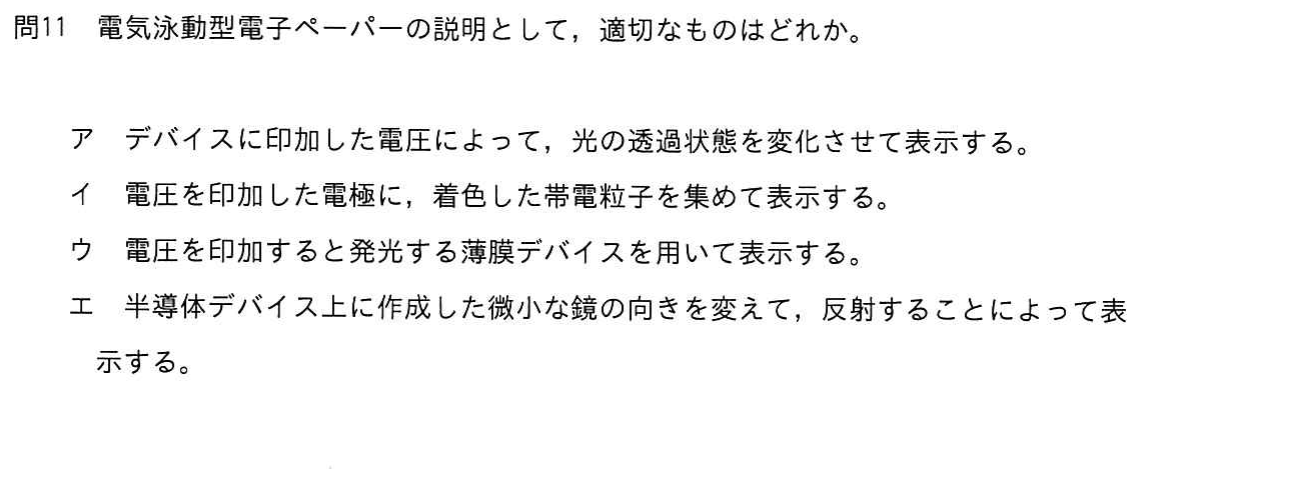 問11　電気泳動型電子ペーパーの説明として，適切なものはどれか。
ア　デバイスに印加した電圧によって，光の透過状態を変化させて表示する。
イ　電圧を印加した電極に，着色した帯電粒子を集めて表示する。
ウ　電圧を印加すると発光する薄膜デバイスを用いて表示する。
エ　半導体デバイス上に作成した微小な鏡の向きを変えて，反射することによって表
示する。